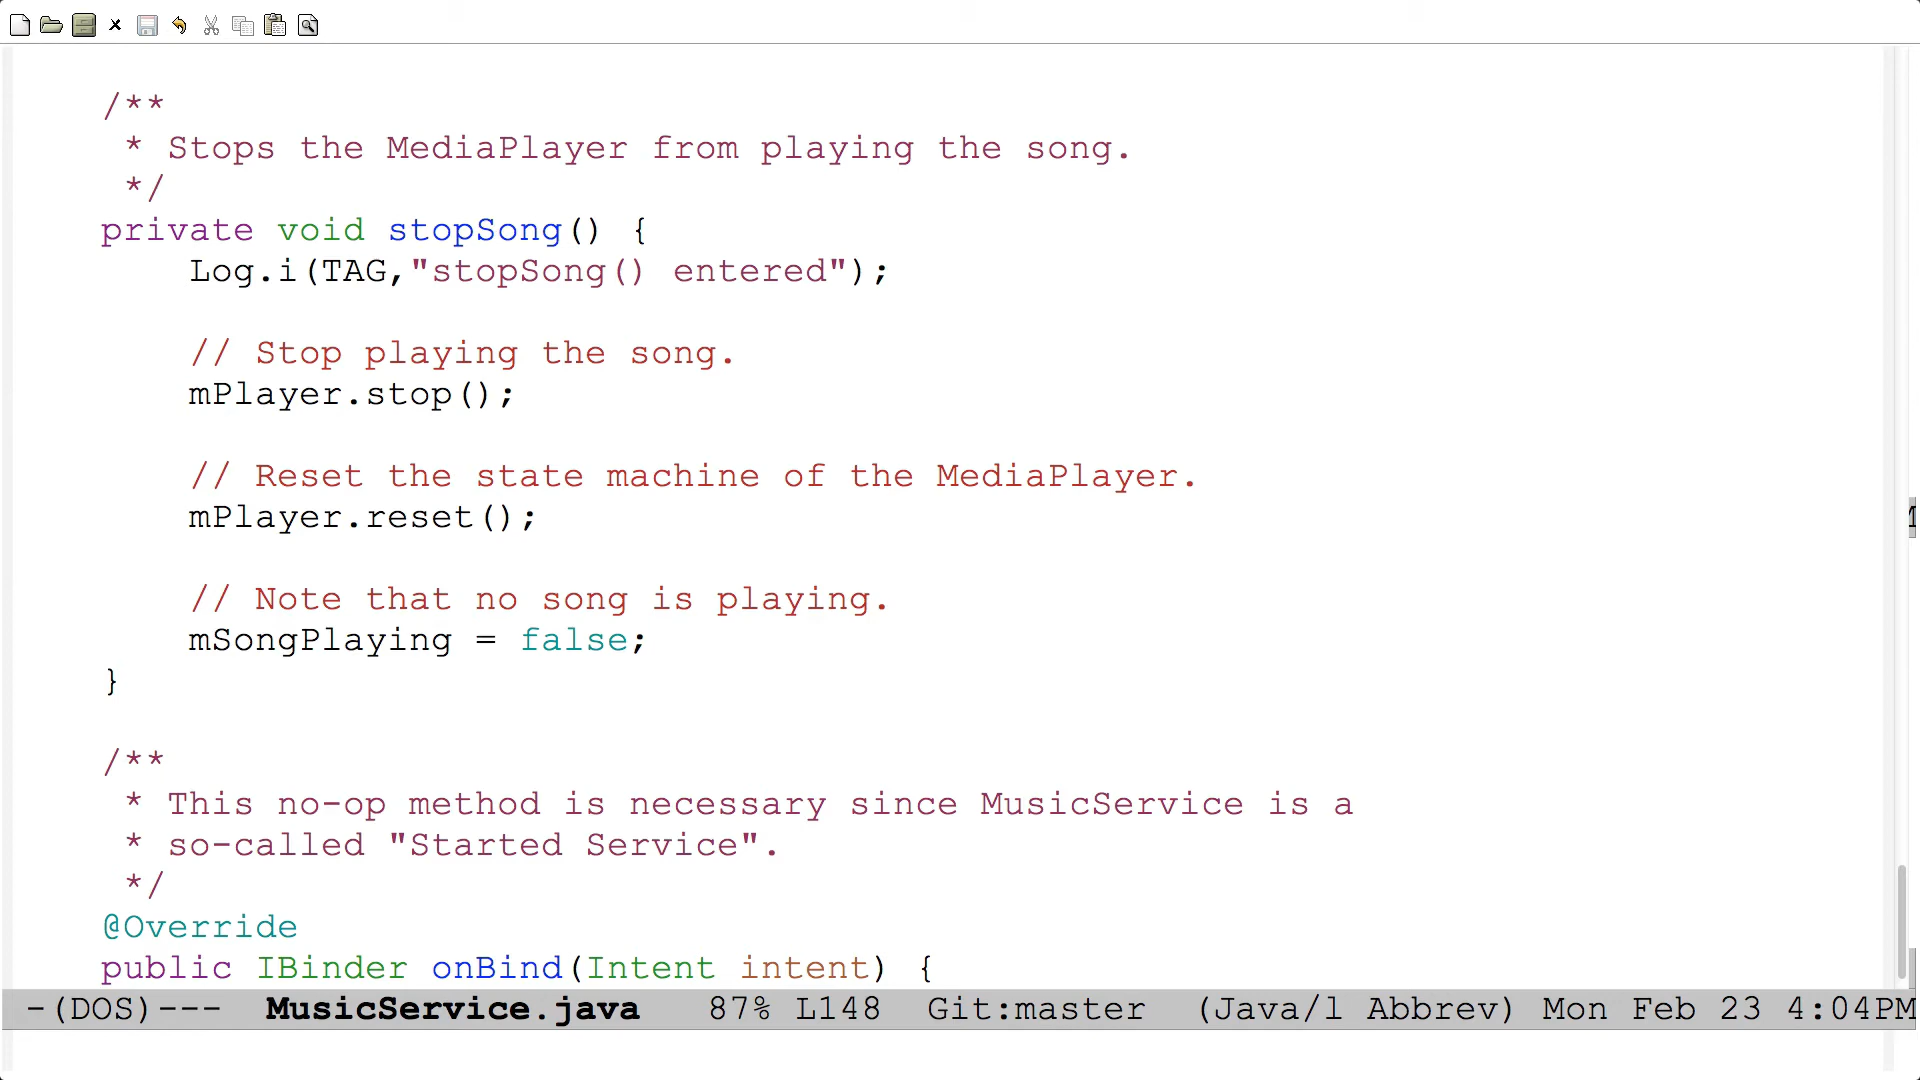 /**
* Stops the MediaPlayer from playing the song.
*/
private void stopSong() {
Log.i(TAG,"stopSong() entered");
// Stop playing the song.
mPlayer.stop();
// Reset the state machine of the MediaPlayer.
mPlayer.reset();
// Note that no song is playing.
mSongPlaying = false;
}
/**
* This no-op method is necessary since MusicService is a
* so-called "Started Service".
*/
@Override
public IBinder onBind(Intent intent) {
-(DOS)--- MusicService.java 87% L148 Git:master (Java/l Abbrev) Mon Feb 23 4:04PM